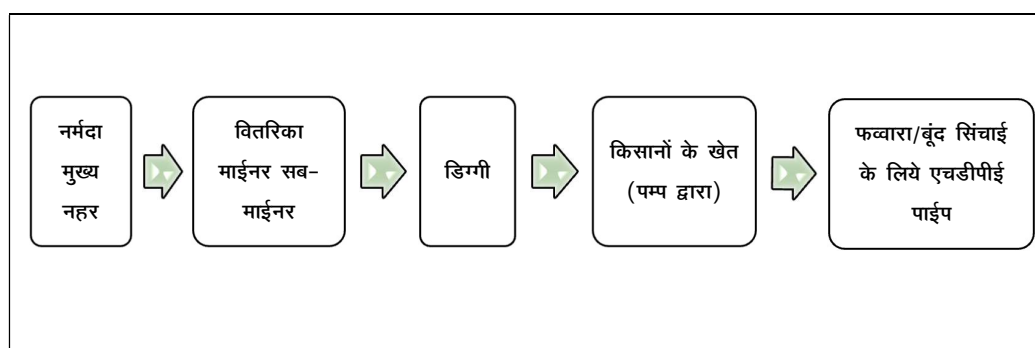 नर्मदा
मुख्य
नहर
वितरिका
माईनर सब-
माईनर
डिग्गी
किसानों के खेत
(पम्प द्वारा)
फव्वारा/बूंद सिंचाई
के लिये एचडीपीई
पाईप